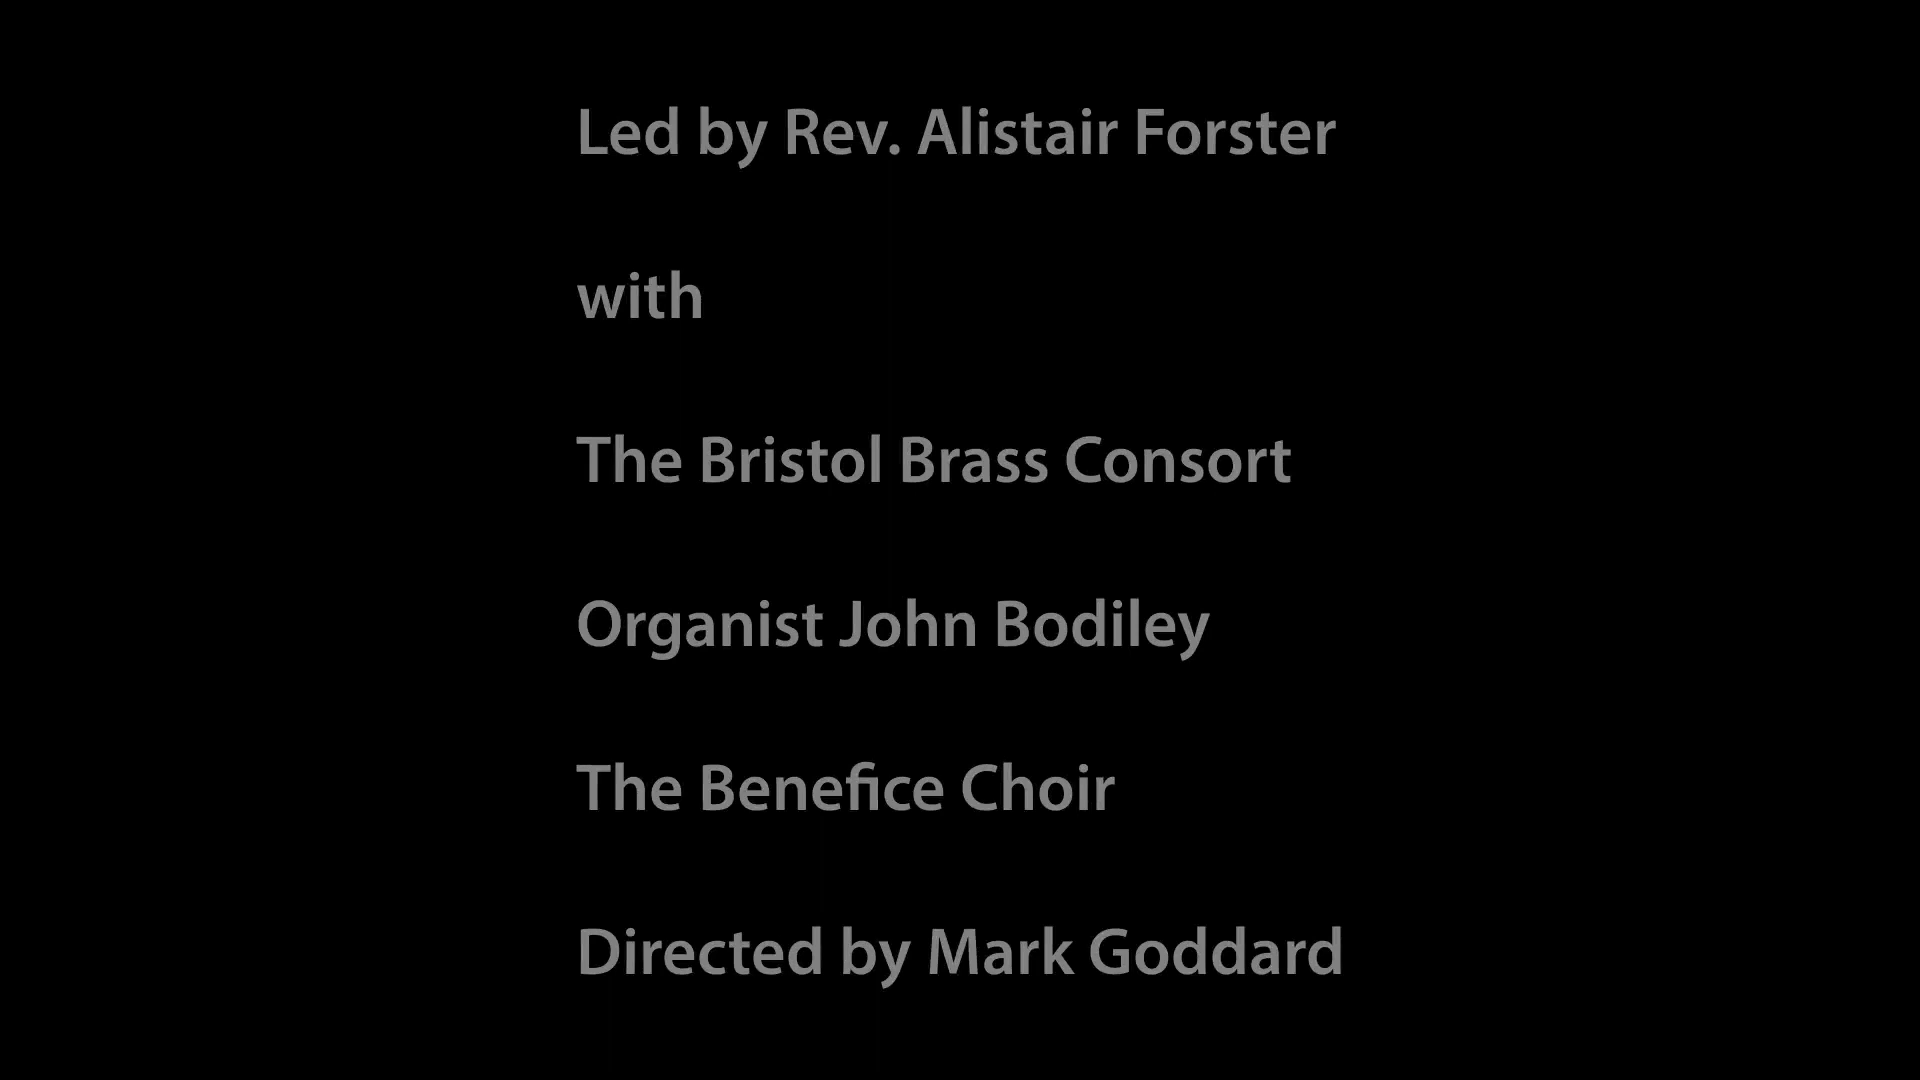 Led by Rev. Alistair Forster
with
The Bristol Brass Consort
Organist John Bodiley
The Benefice Choir
Directed by Mark Goddard